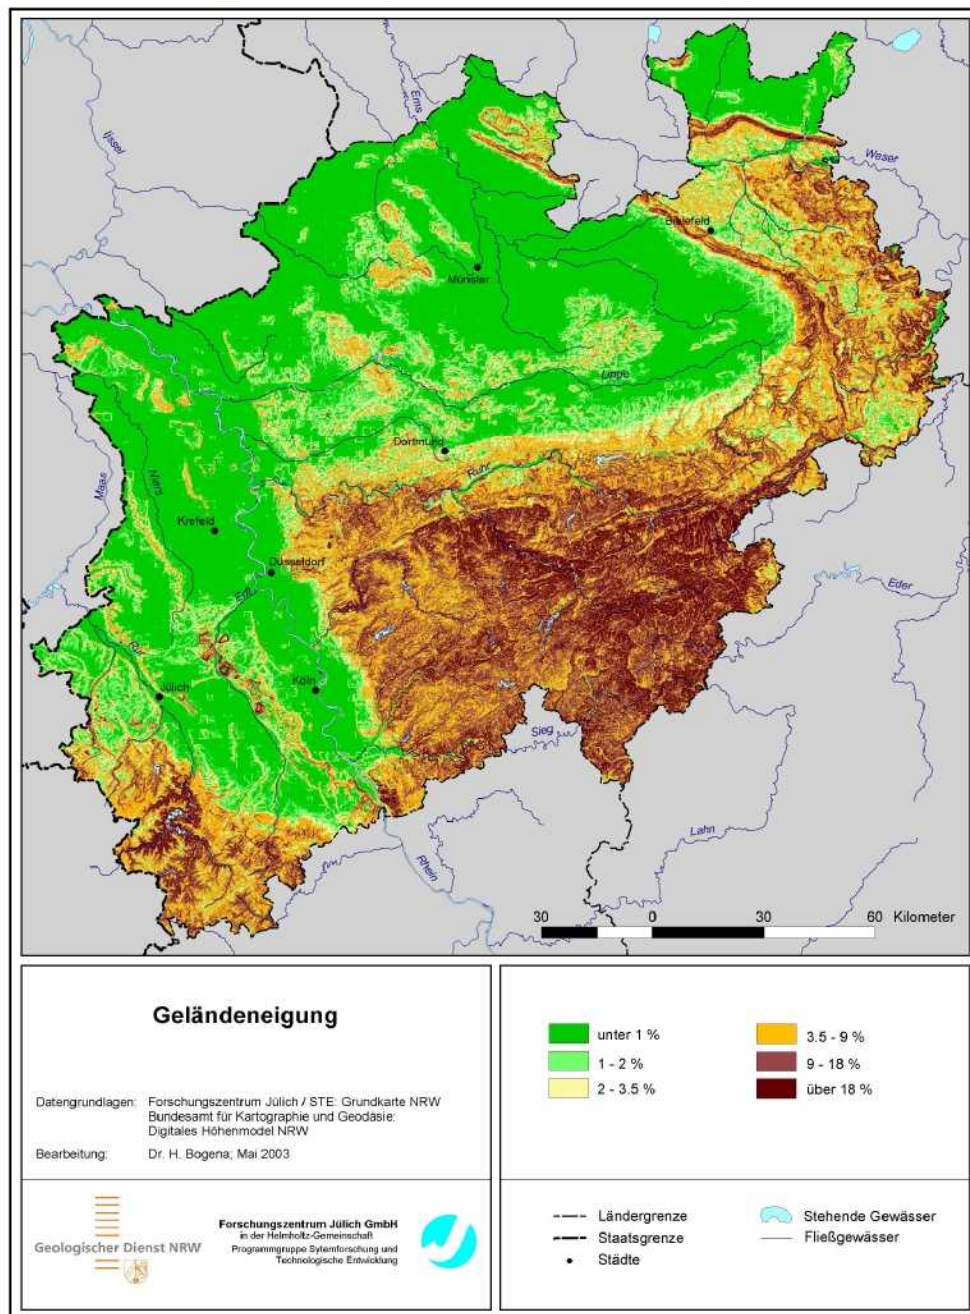 Ems
Ijssel
Weser
Bielefeld
Münster
Lippe
Dortmund
Ruhr
Maas
Niers
Krefeld
Düsseldorf
Erft
Eder
Rur
Köln
Jülich
Sieg
Lahn
Rhein
30 0 30 60 Kilometer
Geländeneigung
Datengrundlagen: Forschungszentrum Jülich / STE: Grundkarte NRW
Bundesamt für Kartographie und Geodäsie:
Digitales Höhenmodel NRW
Bearbeitung: Dr. H. Bogena; Mai 2003
Geologischer Dienst NRW
Forschungszentrum Jülich GmbH
in der Helmholtz-Gemeinschaft
Programmgruppe Sytemforschung und
Technologische Entwicklung
unter 1 %
1 - 2 %
2 - 3.5 %
3.5 - 9 %
9 - 18 %
über 18 %
Ländergrenze
Staatsgrenze
Städte
Stehende Gewässer
Fließgewässer